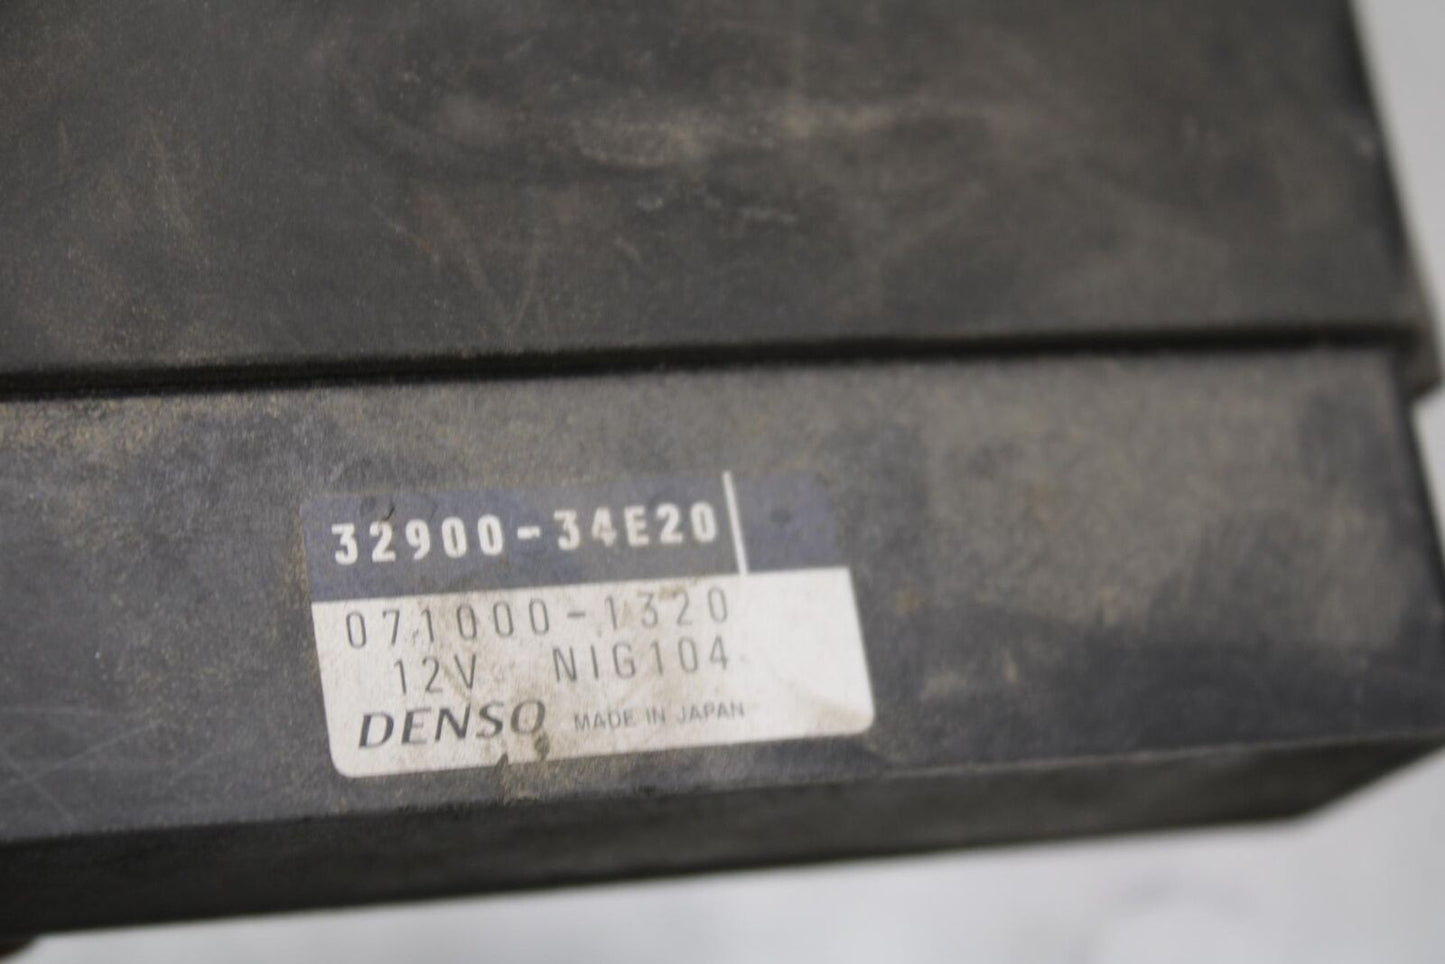 32900-34E20
071000-1320
12V NIG104
DENSO MADE IN JAPAN